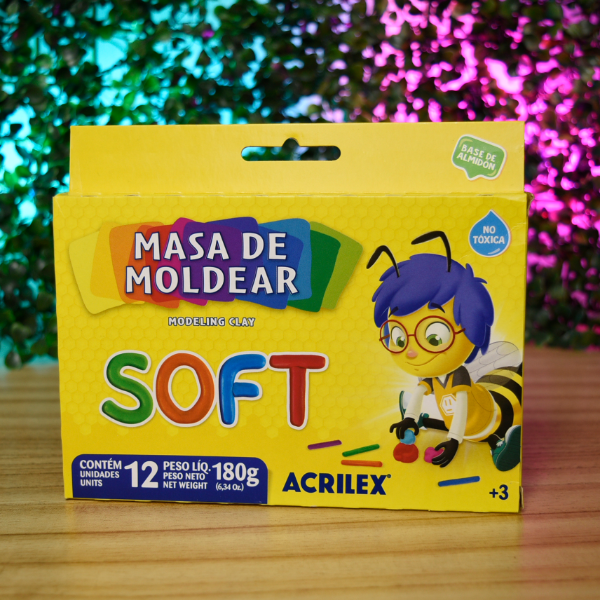 BASE DE
ALMIDÓN
NO
TÓXICA
MASA DE
MOLDEAR
MODELING CLAY
SOFT
CONTÉM
UNIDADES
UNITS
12
PESO LÍQ.
PESO NETO
NET WEIGHT
180g
(6,34 Oz.)
ACRILEX®
+3